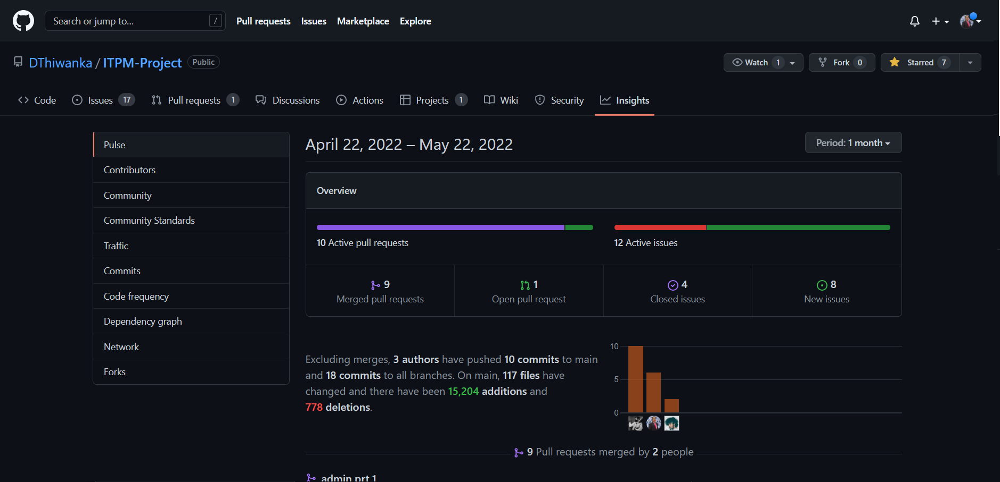 Search or jump to... / Pull requests Issues Marketplace Explore
DThiwanka / ITPM-Project Public Watch 1 Fork 0 Starred 7
Code Issues 17 Pull requests 1 Discussions Actions Projects 1 Wiki Security Insights
Pulse
Contributors
Community
Community Standards
Traffic
Commits
Code frequency
Dependency graph
Network
Forks
April 22, 2022 – May 22, 2022 Period: 1 month
Overview
10 Active pull requests 12 Active issues
9 1 4 8
Merged pull requests Open pull request Closed issues New issues
Excluding merges, 3 authors have pushed 10 commits to main
and 18 commits to all branches. On main, 117 files have
changed and there have been 15,204 additions and
778 deletions.
10
5
0
9 Pull requests merged by 2 people
admin prt 1